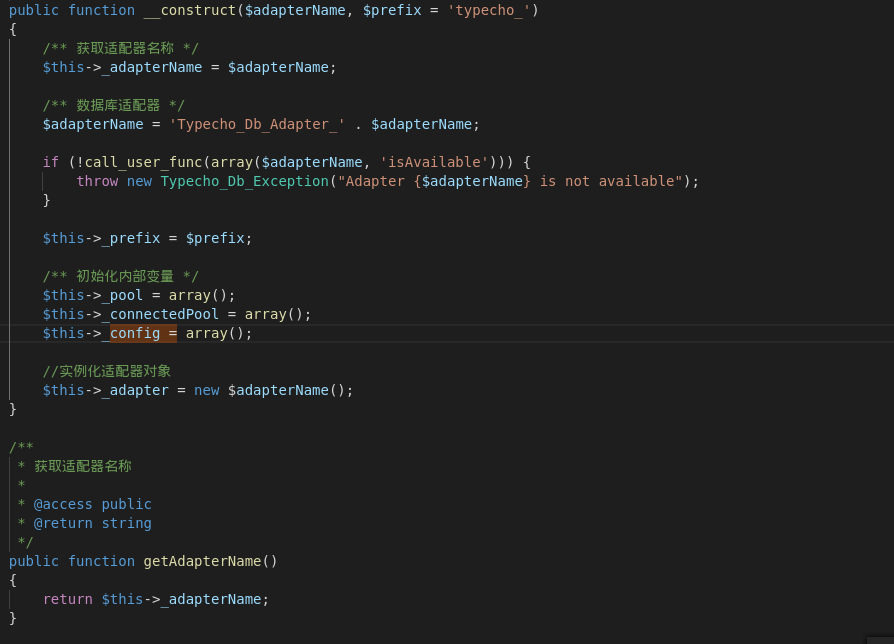 public function __construct($adapterName, $prefix = 'typecho_')
{
    /** 获取适配器名称 */
    $this->_adapterName = $adapterName;

    /** 数据库适配器 */
    $adapterName = 'Typecho_Db_Adapter_' . $adapterName;

    if (!call_user_func(array($adapterName, 'isAvailable'))) {
        throw new Typecho_Db_Exception("Adapter {$adapterName} is not available");
    }

    $this->_prefix = $prefix;

    /** 初始化内部变量 */
    $this->_pool = array();
    $this->_connectedPool = array();
    $this->_config = array();

    //实例化适配器对象
    $this->_adapter = new $adapterName();
}

/**
 * 获取适配器名称
 *
 * @access public
 * @return string
 */
public function getAdapterName()
{
    return $this->_adapterName;
}